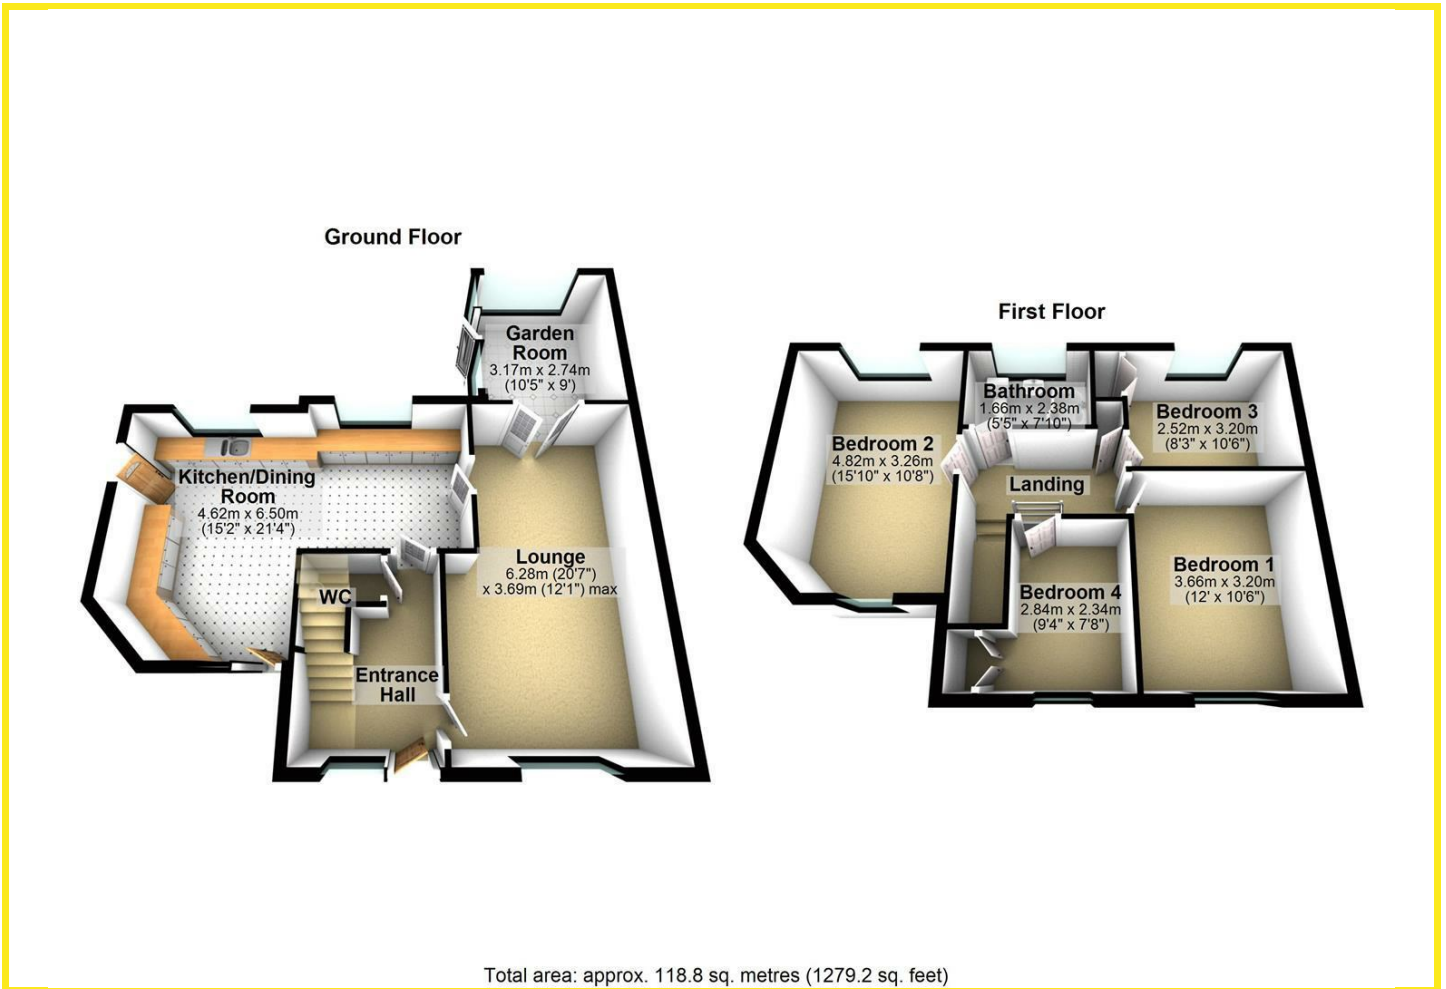 Ground Floor
Garden
Room
3.17m x 2.74m
(10'5" x 9')
Kitchen/Dining
Room
4.62m x 6.50m
(15'2" x 21'4")
Lounge
6.28m (20'7")
x 3.69m (12'1") max
WC
Entrance
Hall
First Floor
Bathroom
1.66m x 2.38m
(5'5" x 7'10")
Bedroom 3
2.52m x 3.20m
(8'3" x 10'6")
Bedroom 2
4.82m x 3.26m
(15'10" x 10'8")
Landing
Bedroom 1
3.66m x 3.20m
(12' x 10'6")
Bedroom 4
2.84m x 2.34m
(9'4" x 7'8")
Total area: approx. 118.8 sq. metres (1279.2 sq. feet)